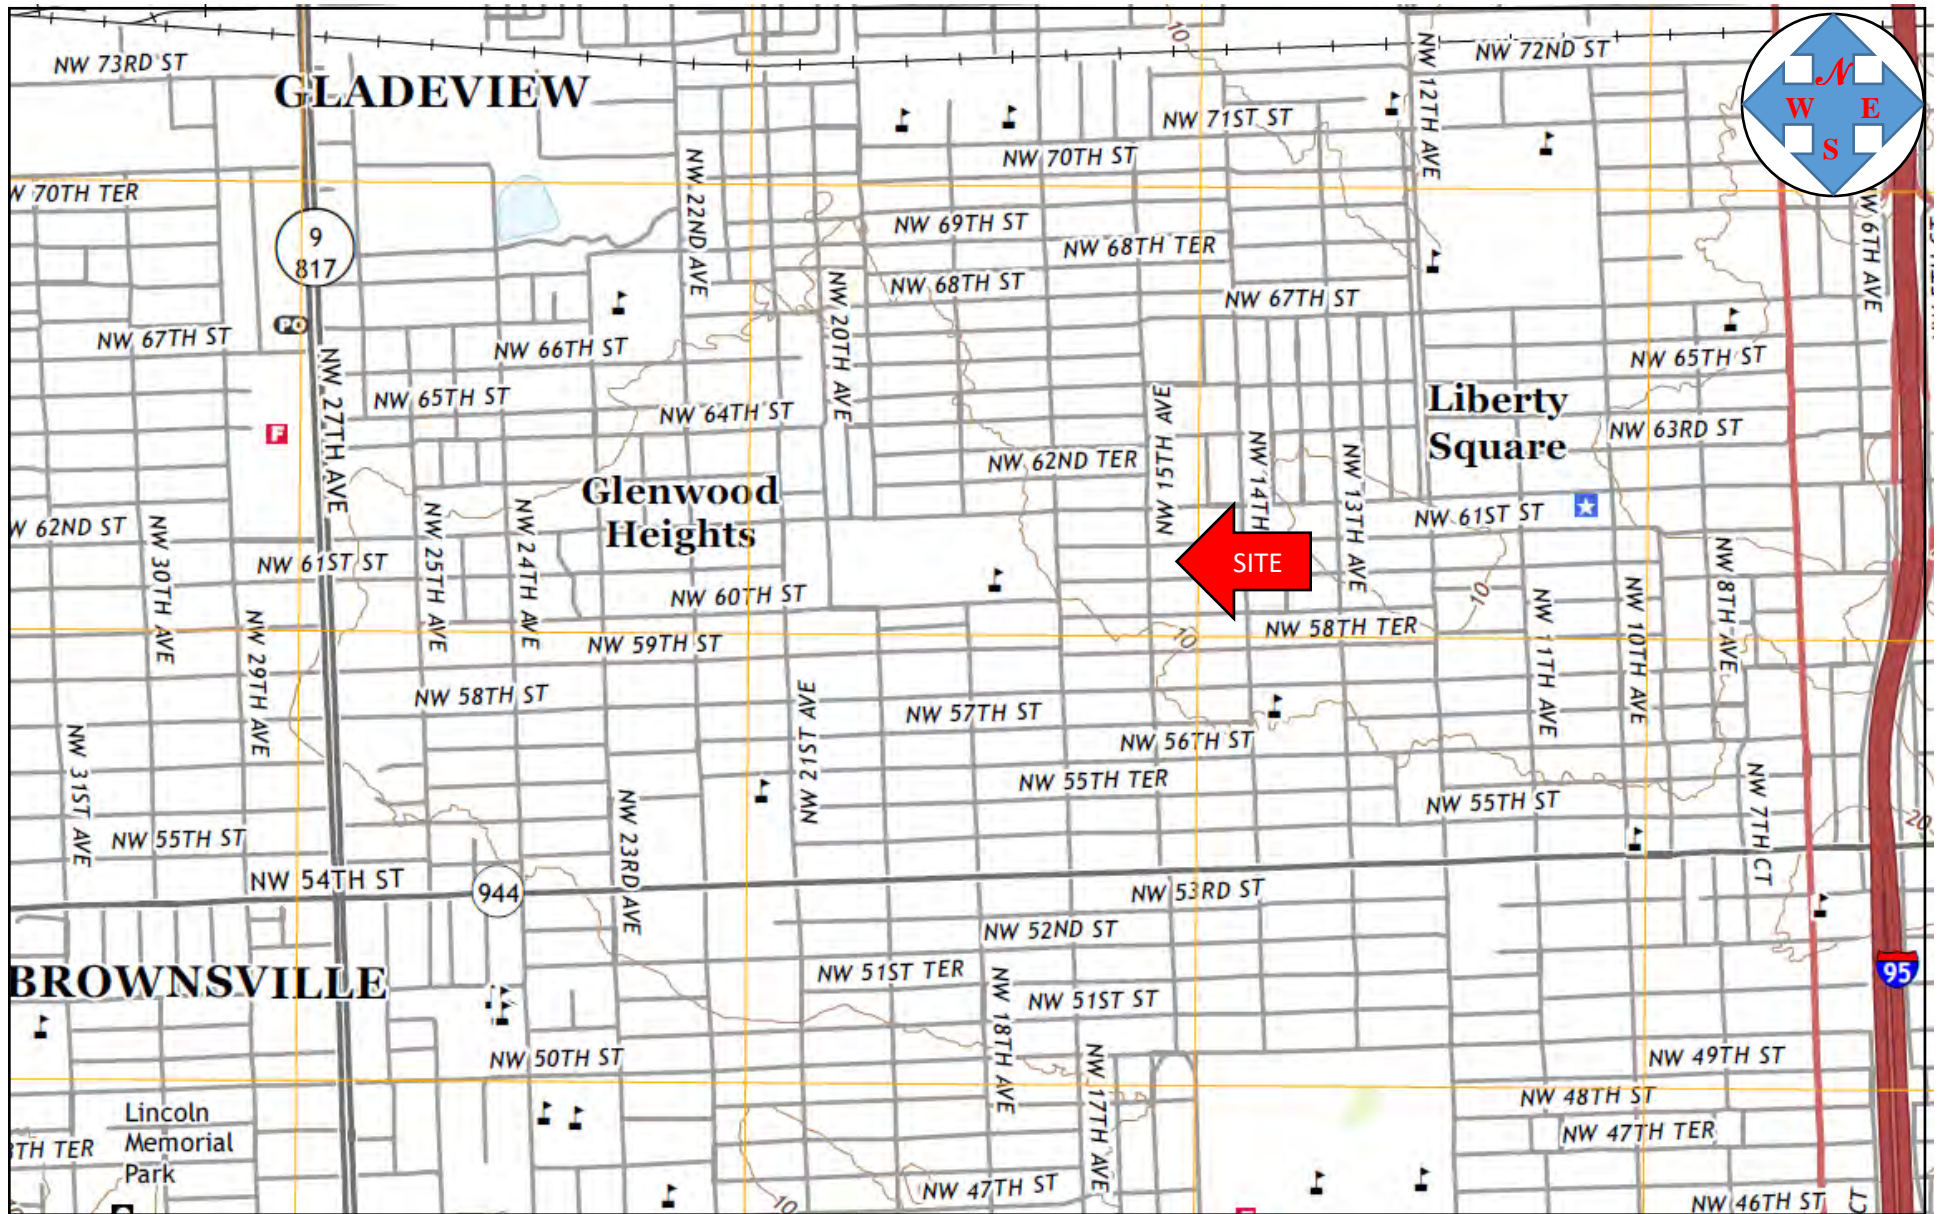 NW 73RD ST
GLADEVIEW
10
NW 12TH AVE
NW 72ND ST
N
W
E
S
NW 71ST ST
NW 70TH ST
W 70TH TER
NW 22ND AVE
NW 69TH ST
NW 68TH TER
W 6TH AVE
9
817
NW 68TH ST
NW 67TH ST
NW 20TH AVE
PO
NW 67TH ST
NW 66TH ST
NW 65TH ST
NW 27TH AVE
NW 65TH ST
NW 64TH ST
NW 15TH AVE
Liberty
Square
NW 63RD ST
F
NW 62ND TER
NW 14TH
NW 13TH AVE
Glenwood
Heights
NW 61ST ST
W 62ND ST
NW 30TH AVE
NW 61ST ST
NW 25TH AVE
NW 24TH AVE
SITE
NW 60TH ST
10
NW 11TH AVE
NW 10TH AVE
NW 8TH AVE
NW 29TH AVE
NW 59TH ST
10
NW 58TH TER
NW 58TH ST
NW 21ST AVE
NW 57TH ST
NW 56TH ST
NW 31ST AVE
NW 55TH TER
NW 55TH ST
NW 7TH CT
NW 23RD AVE
20
NW 55TH ST
NW 54TH ST
944
NW 53RD ST
NW 52ND ST
BROWNSVILLE
NW 51ST TER
NW 18TH AVE
NW 51ST ST
95
NW 50TH ST
NW 17TH AVE
NW 49TH ST
NW 48TH ST
Lincoln
Memorial
Park
TH TER
NW 47TH TER
NW 47TH ST
10
NW 46TH ST
CT